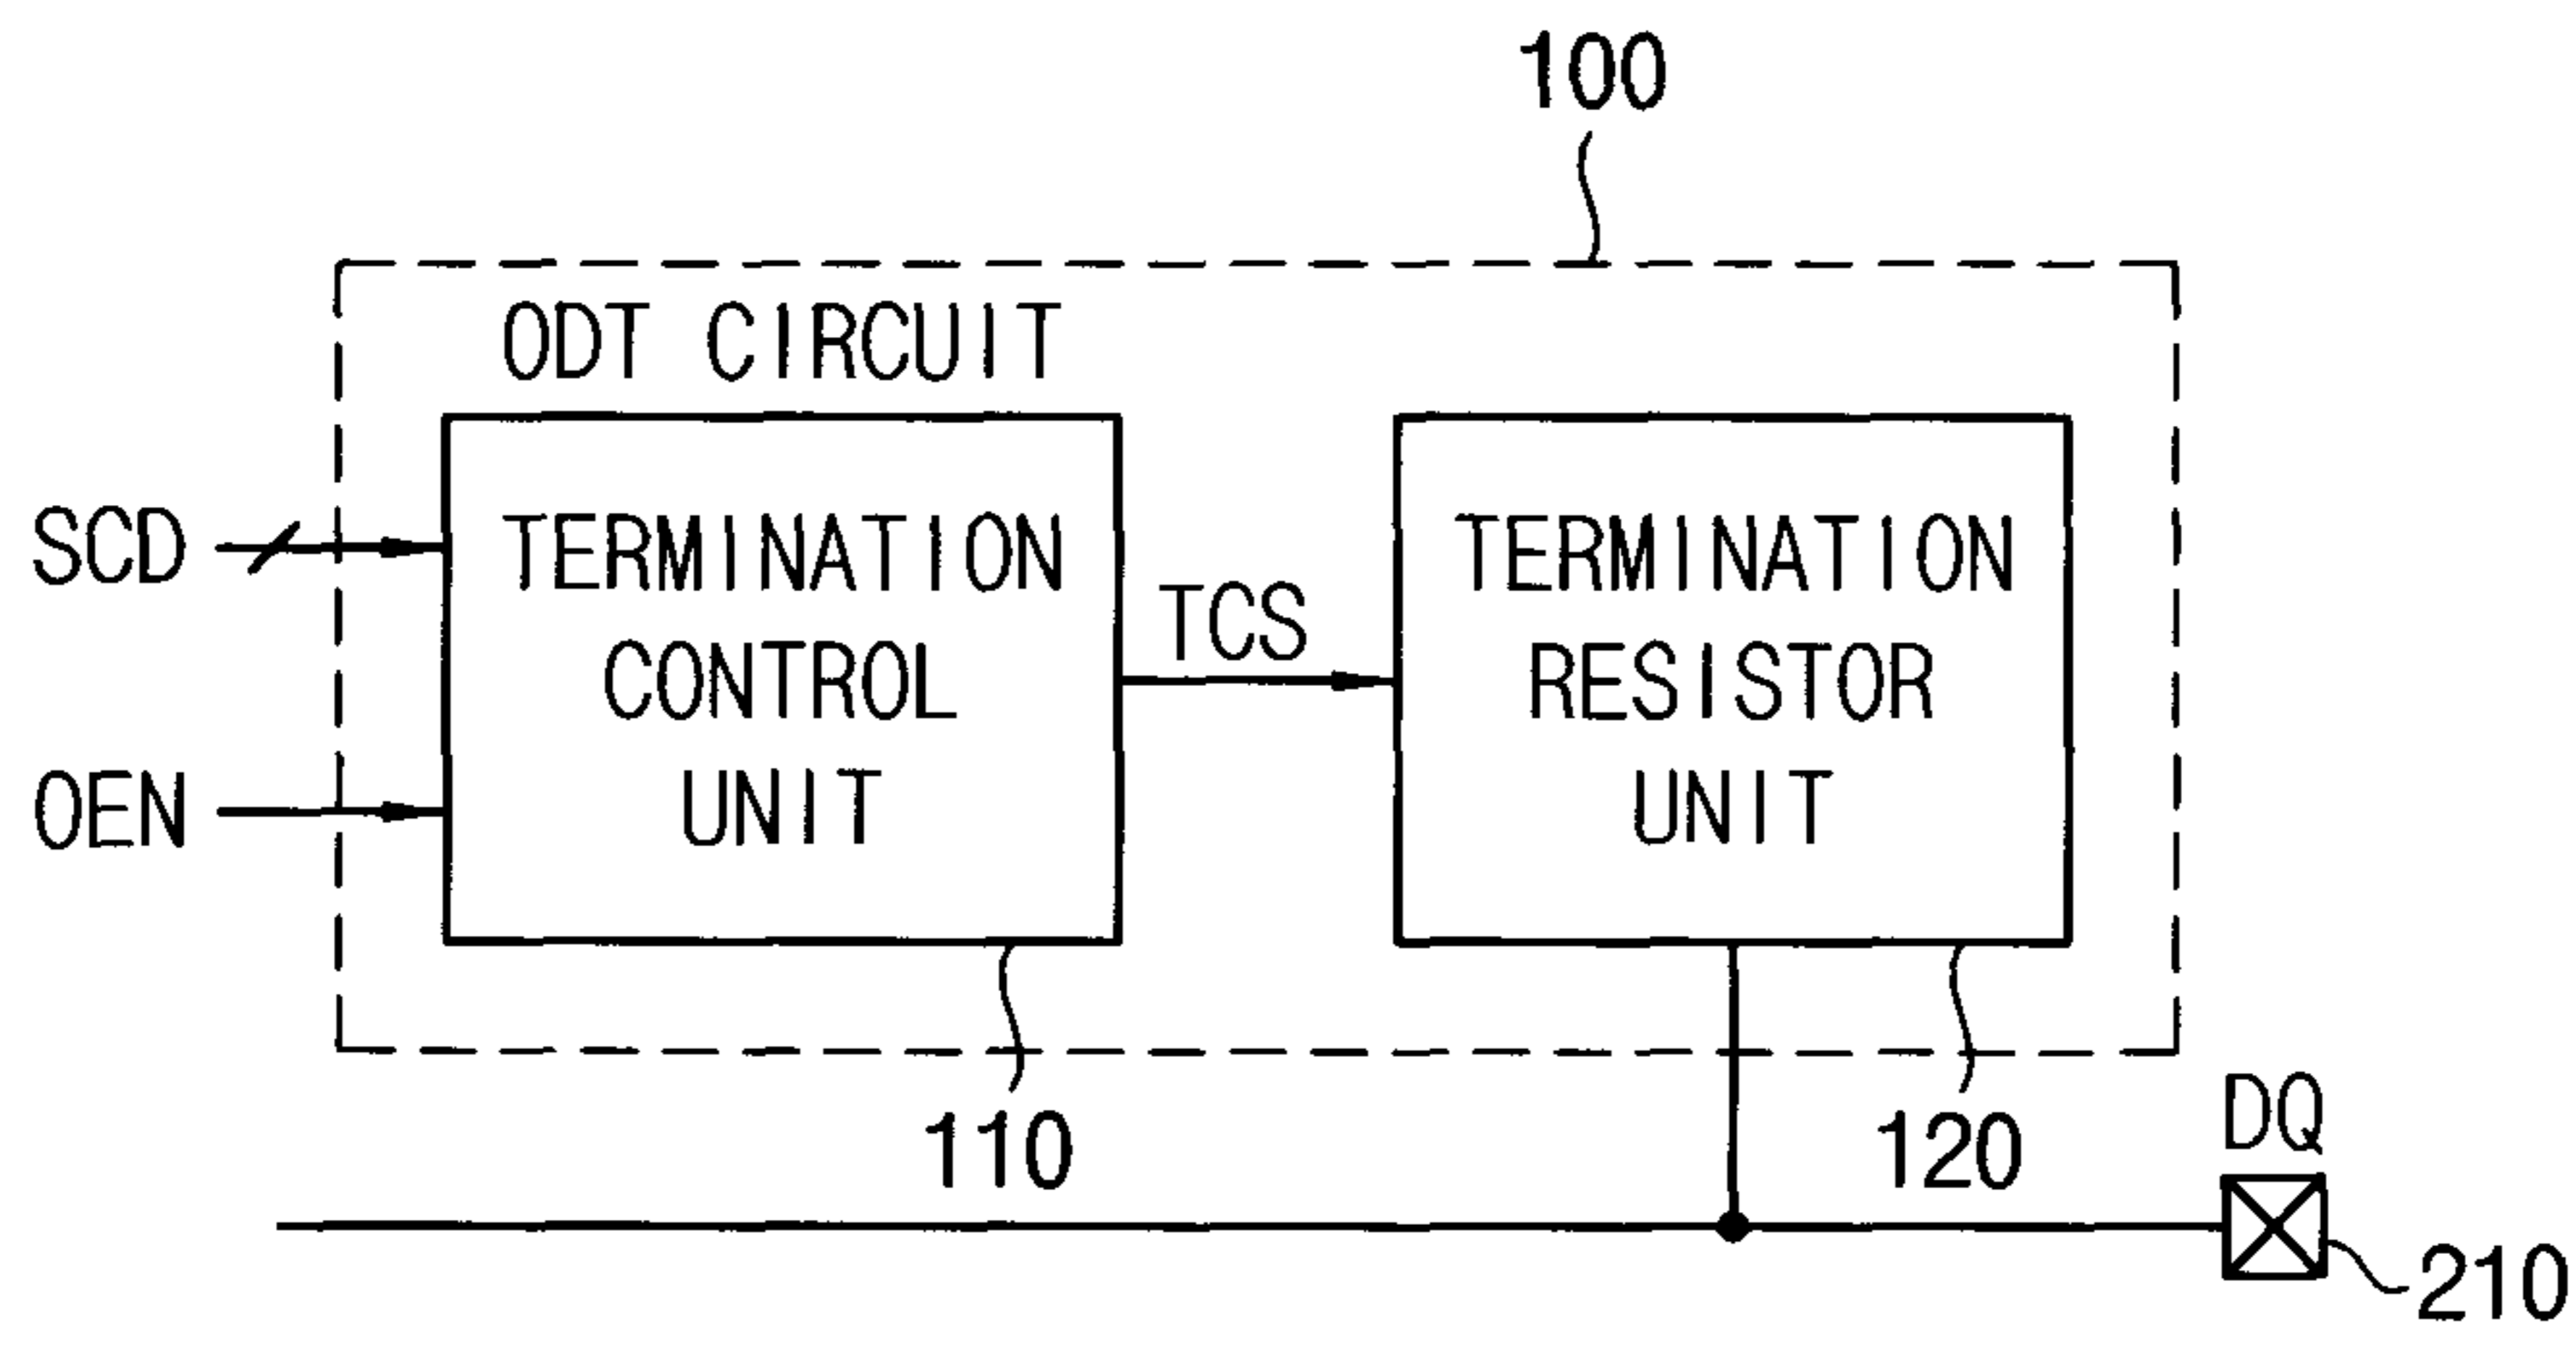 100
ODT CIRCUIT
SCD
OEN
TERMINATION
CONTROL
UNIT
TCS
TERMINATION
RESISTOR
UNIT
110
120
DQ
210